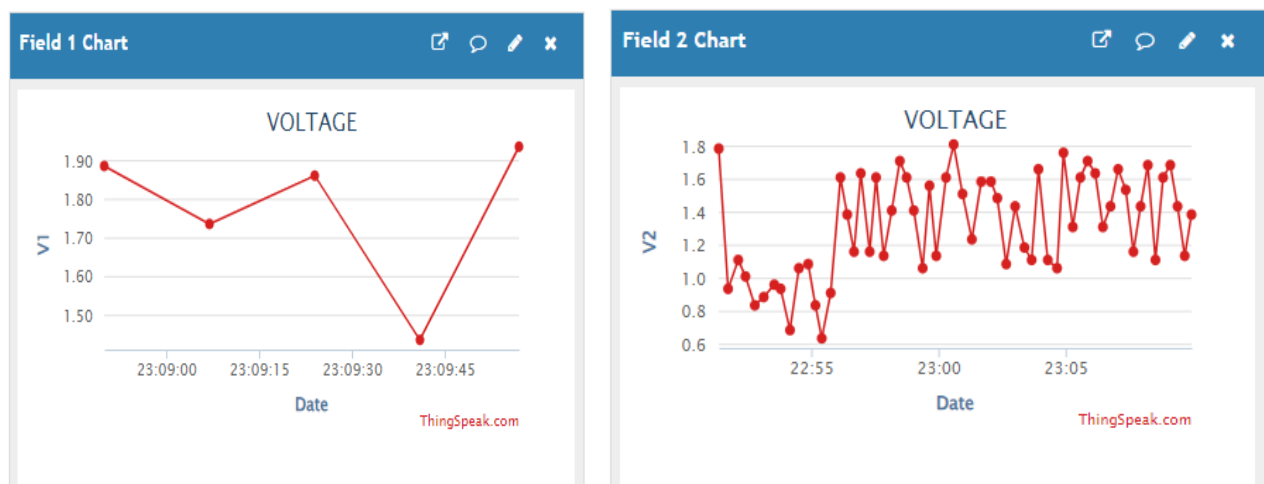 Field 1 Chart
VOLTAGE
1.90
1.80
1.70
1.60
1.50
V1
23:09:00 23:09:15 23:09:30 23:09:45
Date
ThingSpeak.com
Field 2 Chart
VOLTAGE
1.8
1.6
1.4
1.2
1.0
0.8
0.6
V2
22:55 23:00 23:05
Date
ThingSpeak.com